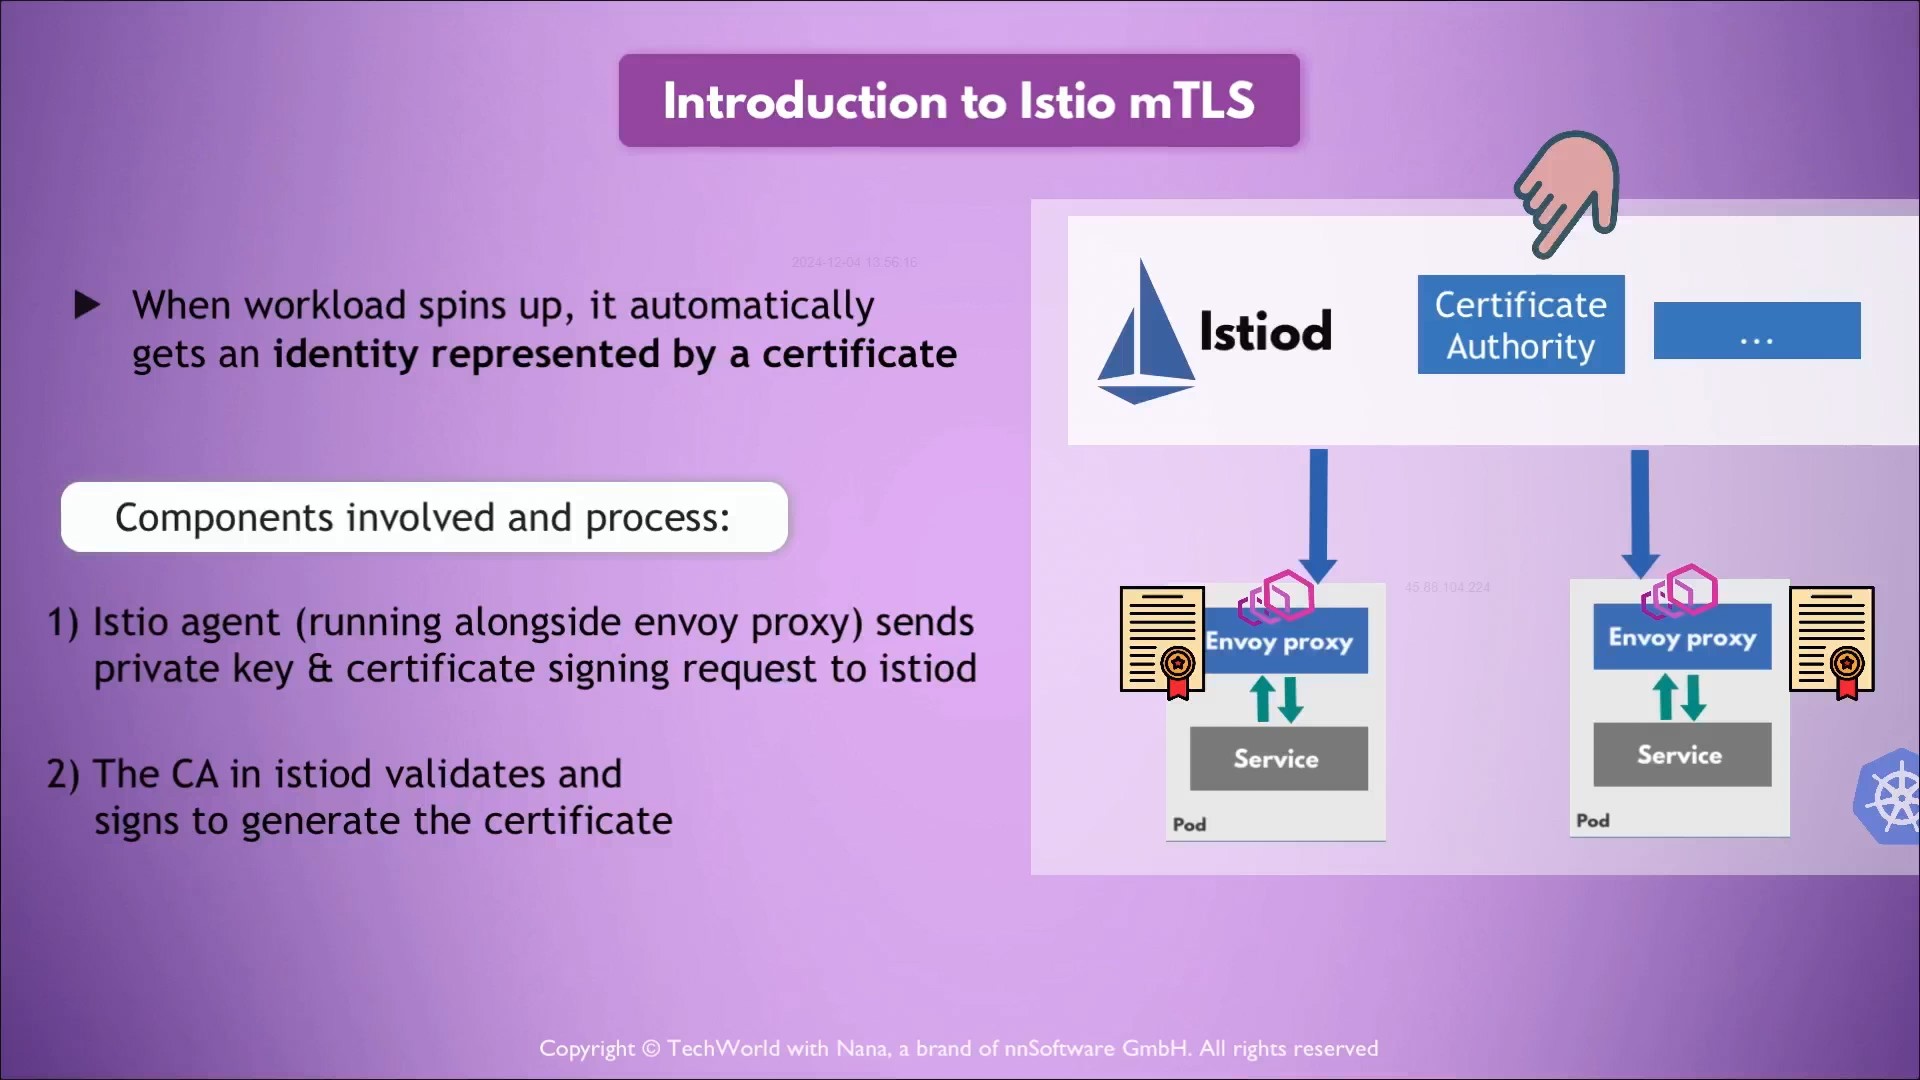 Introduction to Istio mTLS
2024-12-04 13:56:16
▶ When workload spins up, it automatically
gets an identity represented by a certificate
Components involved and process:
1) Istio agent (running alongside envoy proxy) sends
private key & certificate signing request to istiod
2) The CA in istiod validates and
signs to generate the certificate
Istiod
Certificate
Authority
...
45.86.104.224
Envoy proxy
Service
Pod
Envoy proxy
Service
Pod
Copyright © TechWorld with Nana, a brand of nnSoftware GmbH. All rights reserved